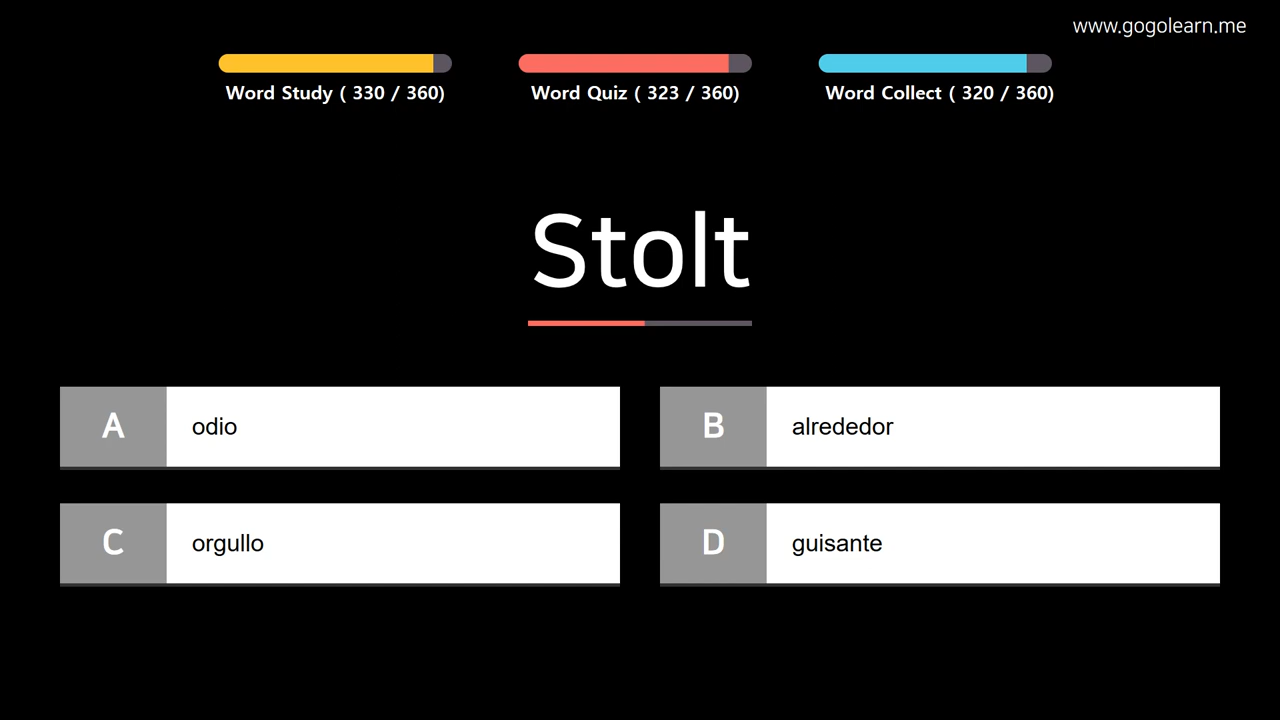 www.gogolearn.me
Word Study ( 330 / 360)
Word Quiz ( 323 / 360)
Word Collect ( 320 / 360)
Stolt
A odio
B alrededor
C orgullo
D guisante